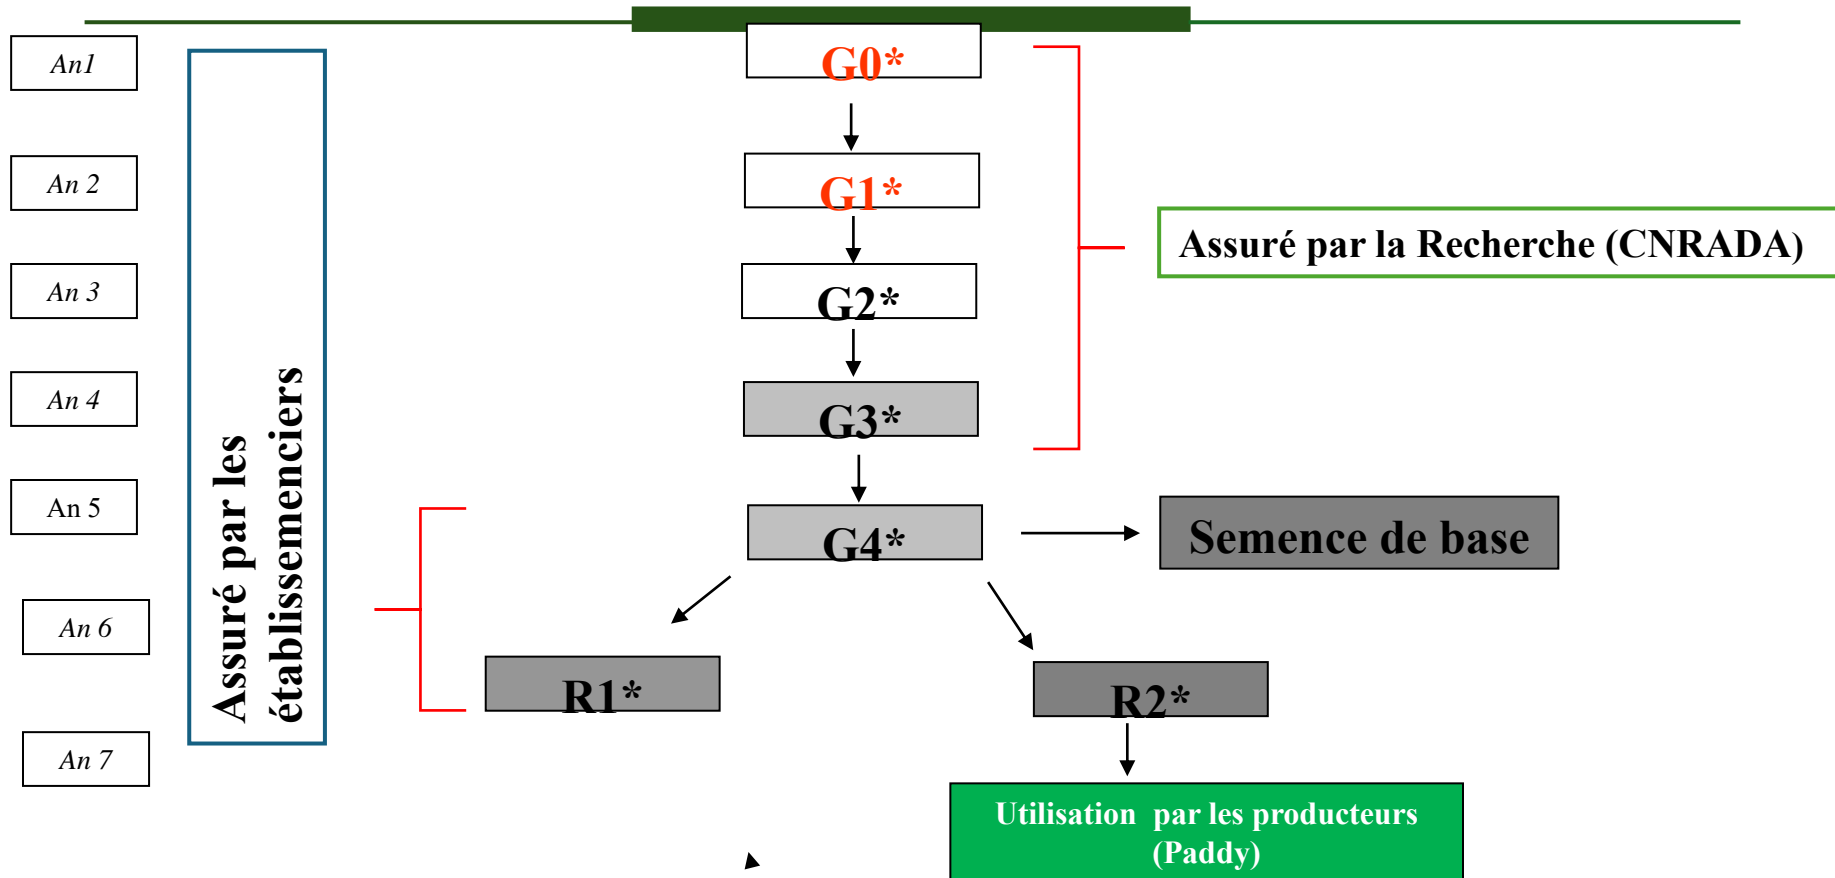 An1
G0*
An 2
G1*
Assuré par la Recherche (CNRADA)
An 3
G2*
An 4
G3*
Assuré par les
établissemenciers
An 5
G4*
Semence de base
An 6
R1*
R2*
An 7
Utilisation par les producteurs
(Paddy)